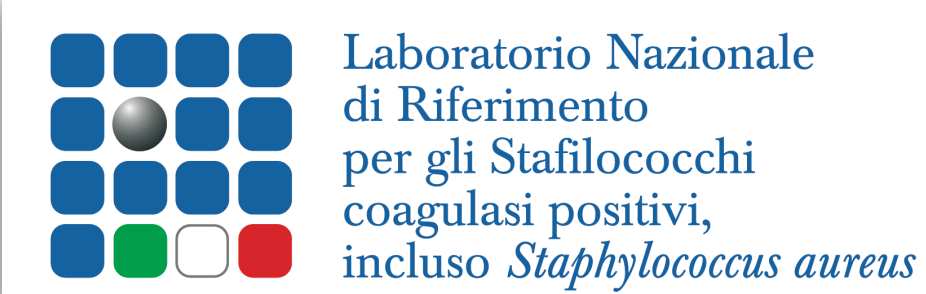 Laboratorio Nazionale
di Riferimento
per gli Stafilococchi
coagulasi positivi,
incluso Staphylococcus aureus